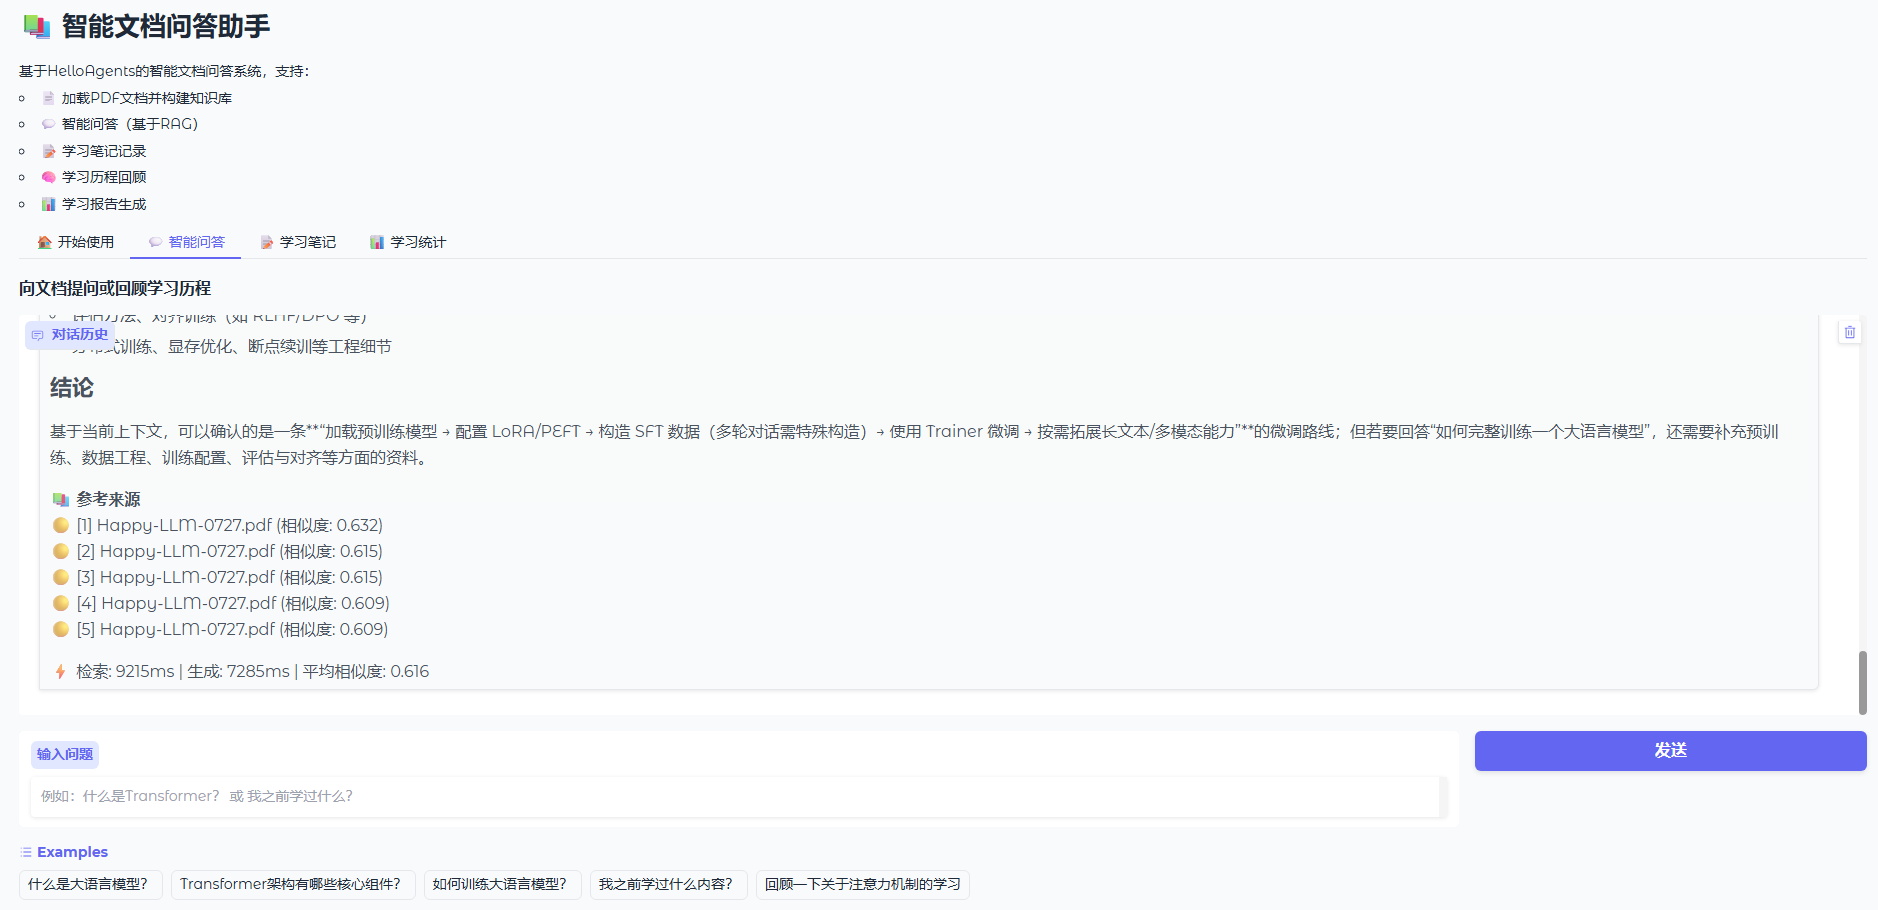 智能文档问答助手
基于HelloAgents的智能文档问答系统，支持：
加载PDF文档并构建知识库
智能问答（基于RAG）
学习笔记记录
学习历程回顾
学习报告生成
开始使用 智能问答 学习笔记 学习统计
向文档提问或回顾学习历程
评估方法、对齐训练（如 RLHF/DPO 等）
对话历史
分布式训练、显存优化、断点续训等工程细节
结论
基于当前上下文，可以确认的是一条**“加载预训练模型 → 配置 LoRA/PEFT → 构造 SFT 数据（多轮对话需特殊构造）→ 使用 Trainer 微调 → 按需拓展长文本/多模态能力”**的微调路线；但若要回答“如何完整训练一个大语言模型”，还需要补充预训
练、数据工程、训练配置、评估与对齐等方面的资料。
参考来源
[1] Happy-LLM-0727.pdf (相似度: 0.632)
[2] Happy-LLM-0727.pdf (相似度: 0.615)
[3] Happy-LLM-0727.pdf (相似度: 0.615)
[4] Happy-LLM-0727.pdf (相似度: 0.609)
[5] Happy-LLM-0727.pdf (相似度: 0.609)
检索: 9215ms | 生成: 7285ms | 平均相似度: 0.616
输入问题
发送
例如：什么是Transformer？ 或 我之前学过什么？
Examples
什么是大语言模型？ Transformer架构有哪些核心组件？ 如何训练大语言模型？ 我之前学过什么内容？ 回顾一下关于注意力机制的学习